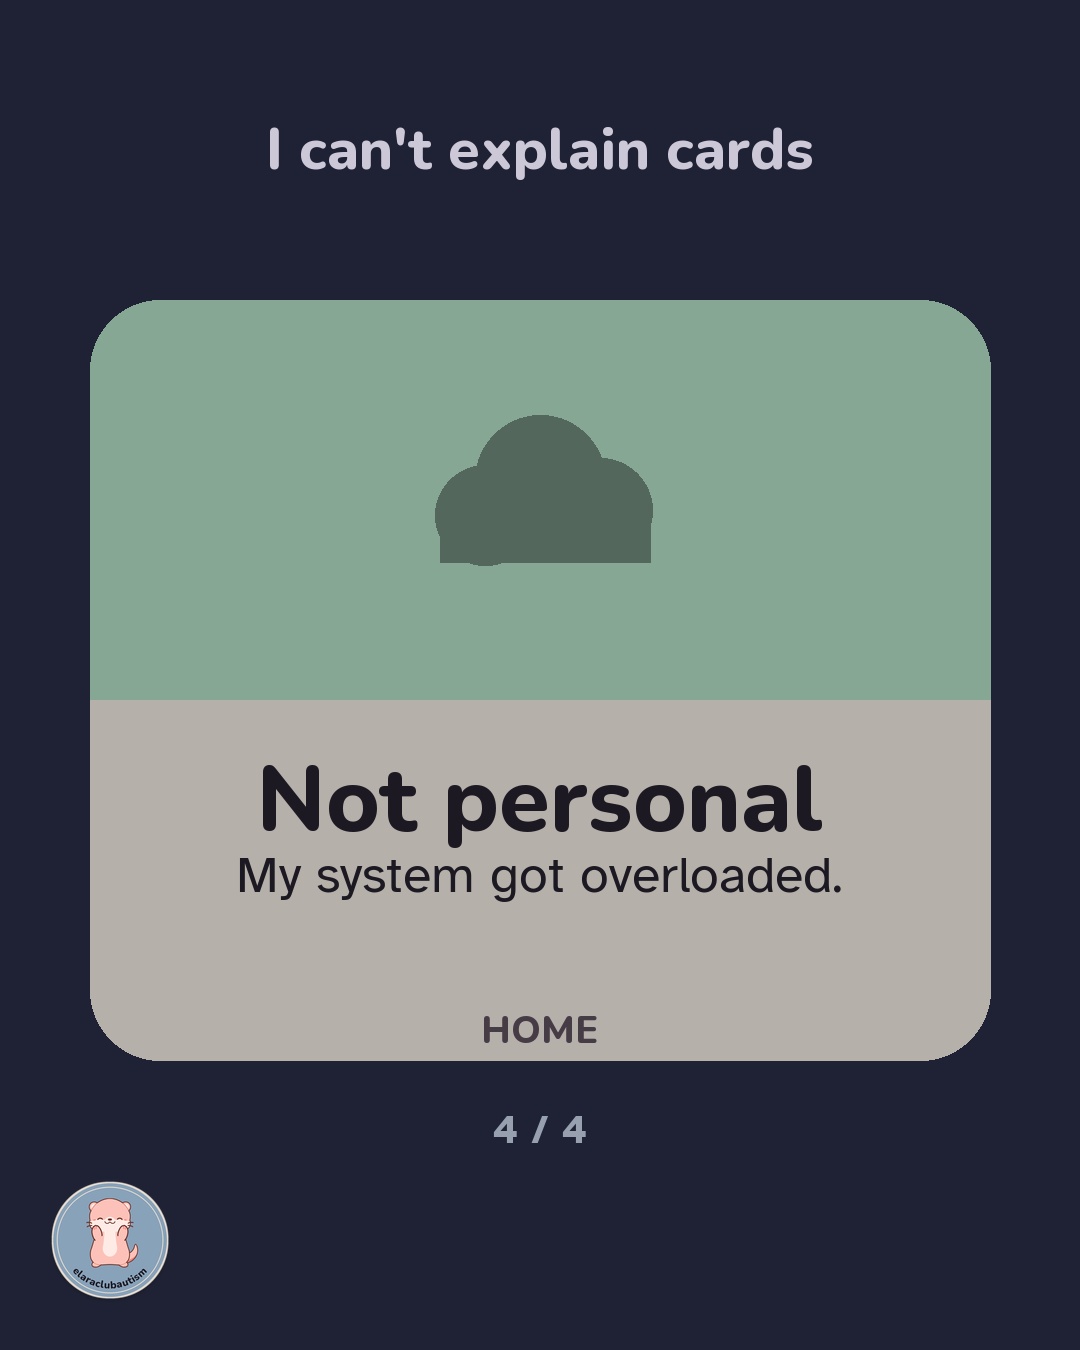 I can't explain cards
Not personal
My system got overloaded.
HOME
4 / 4
elaraclubautism